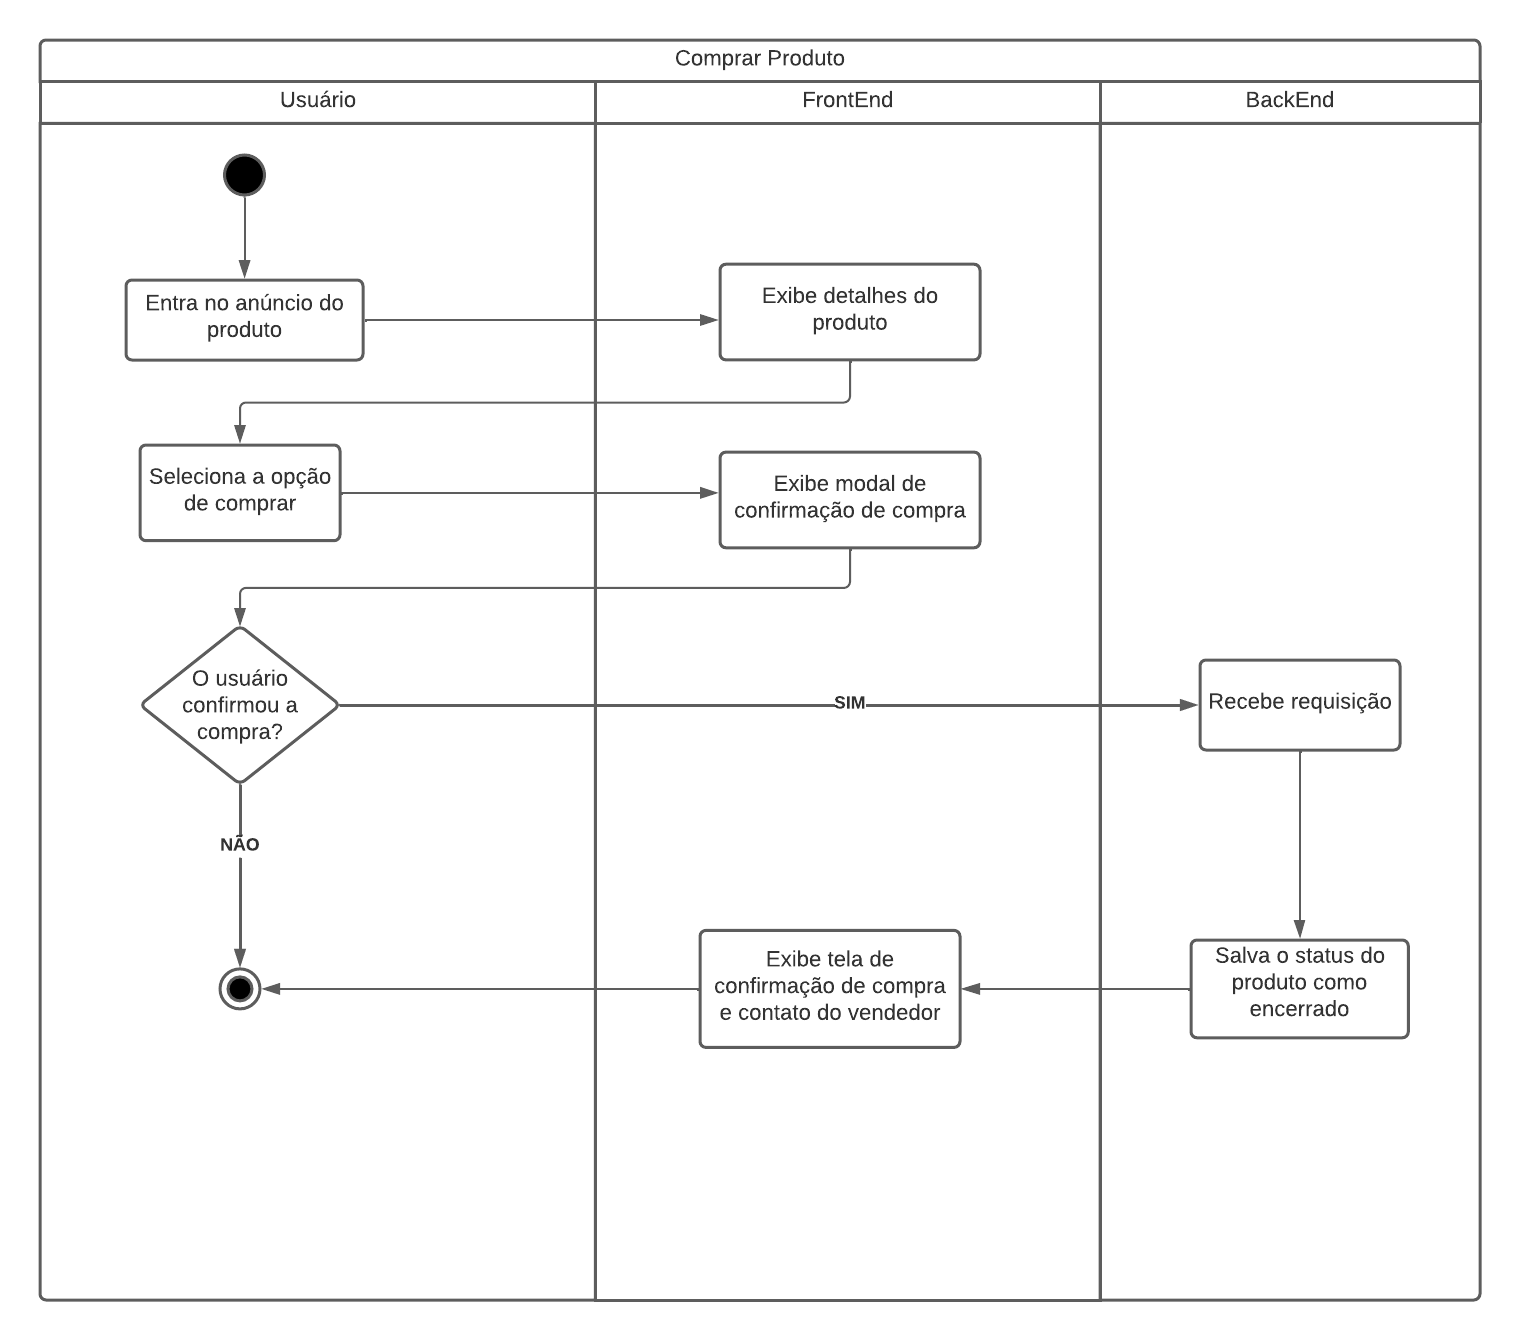 Comprar Produto
Usuário
FrontEnd
BackEnd
Entra no anúncio do
produto
Exibe detalhes do
produto
Seleciona a opção
de comprar
Exibe modal de
confirmação de compra
O usuário
confirmou a
compra?
SIM
Recebe requisição
NÃO
Salva o status do
produto como
encerrado
Exibe tela de
confirmação de compra
e contato do vendedor